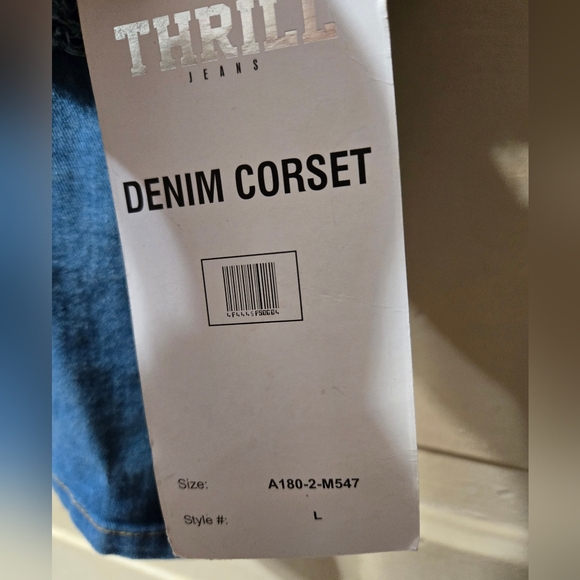 THRILL
JEANS
DENIM CORSET
Size: A180-2-M547
Style #: L